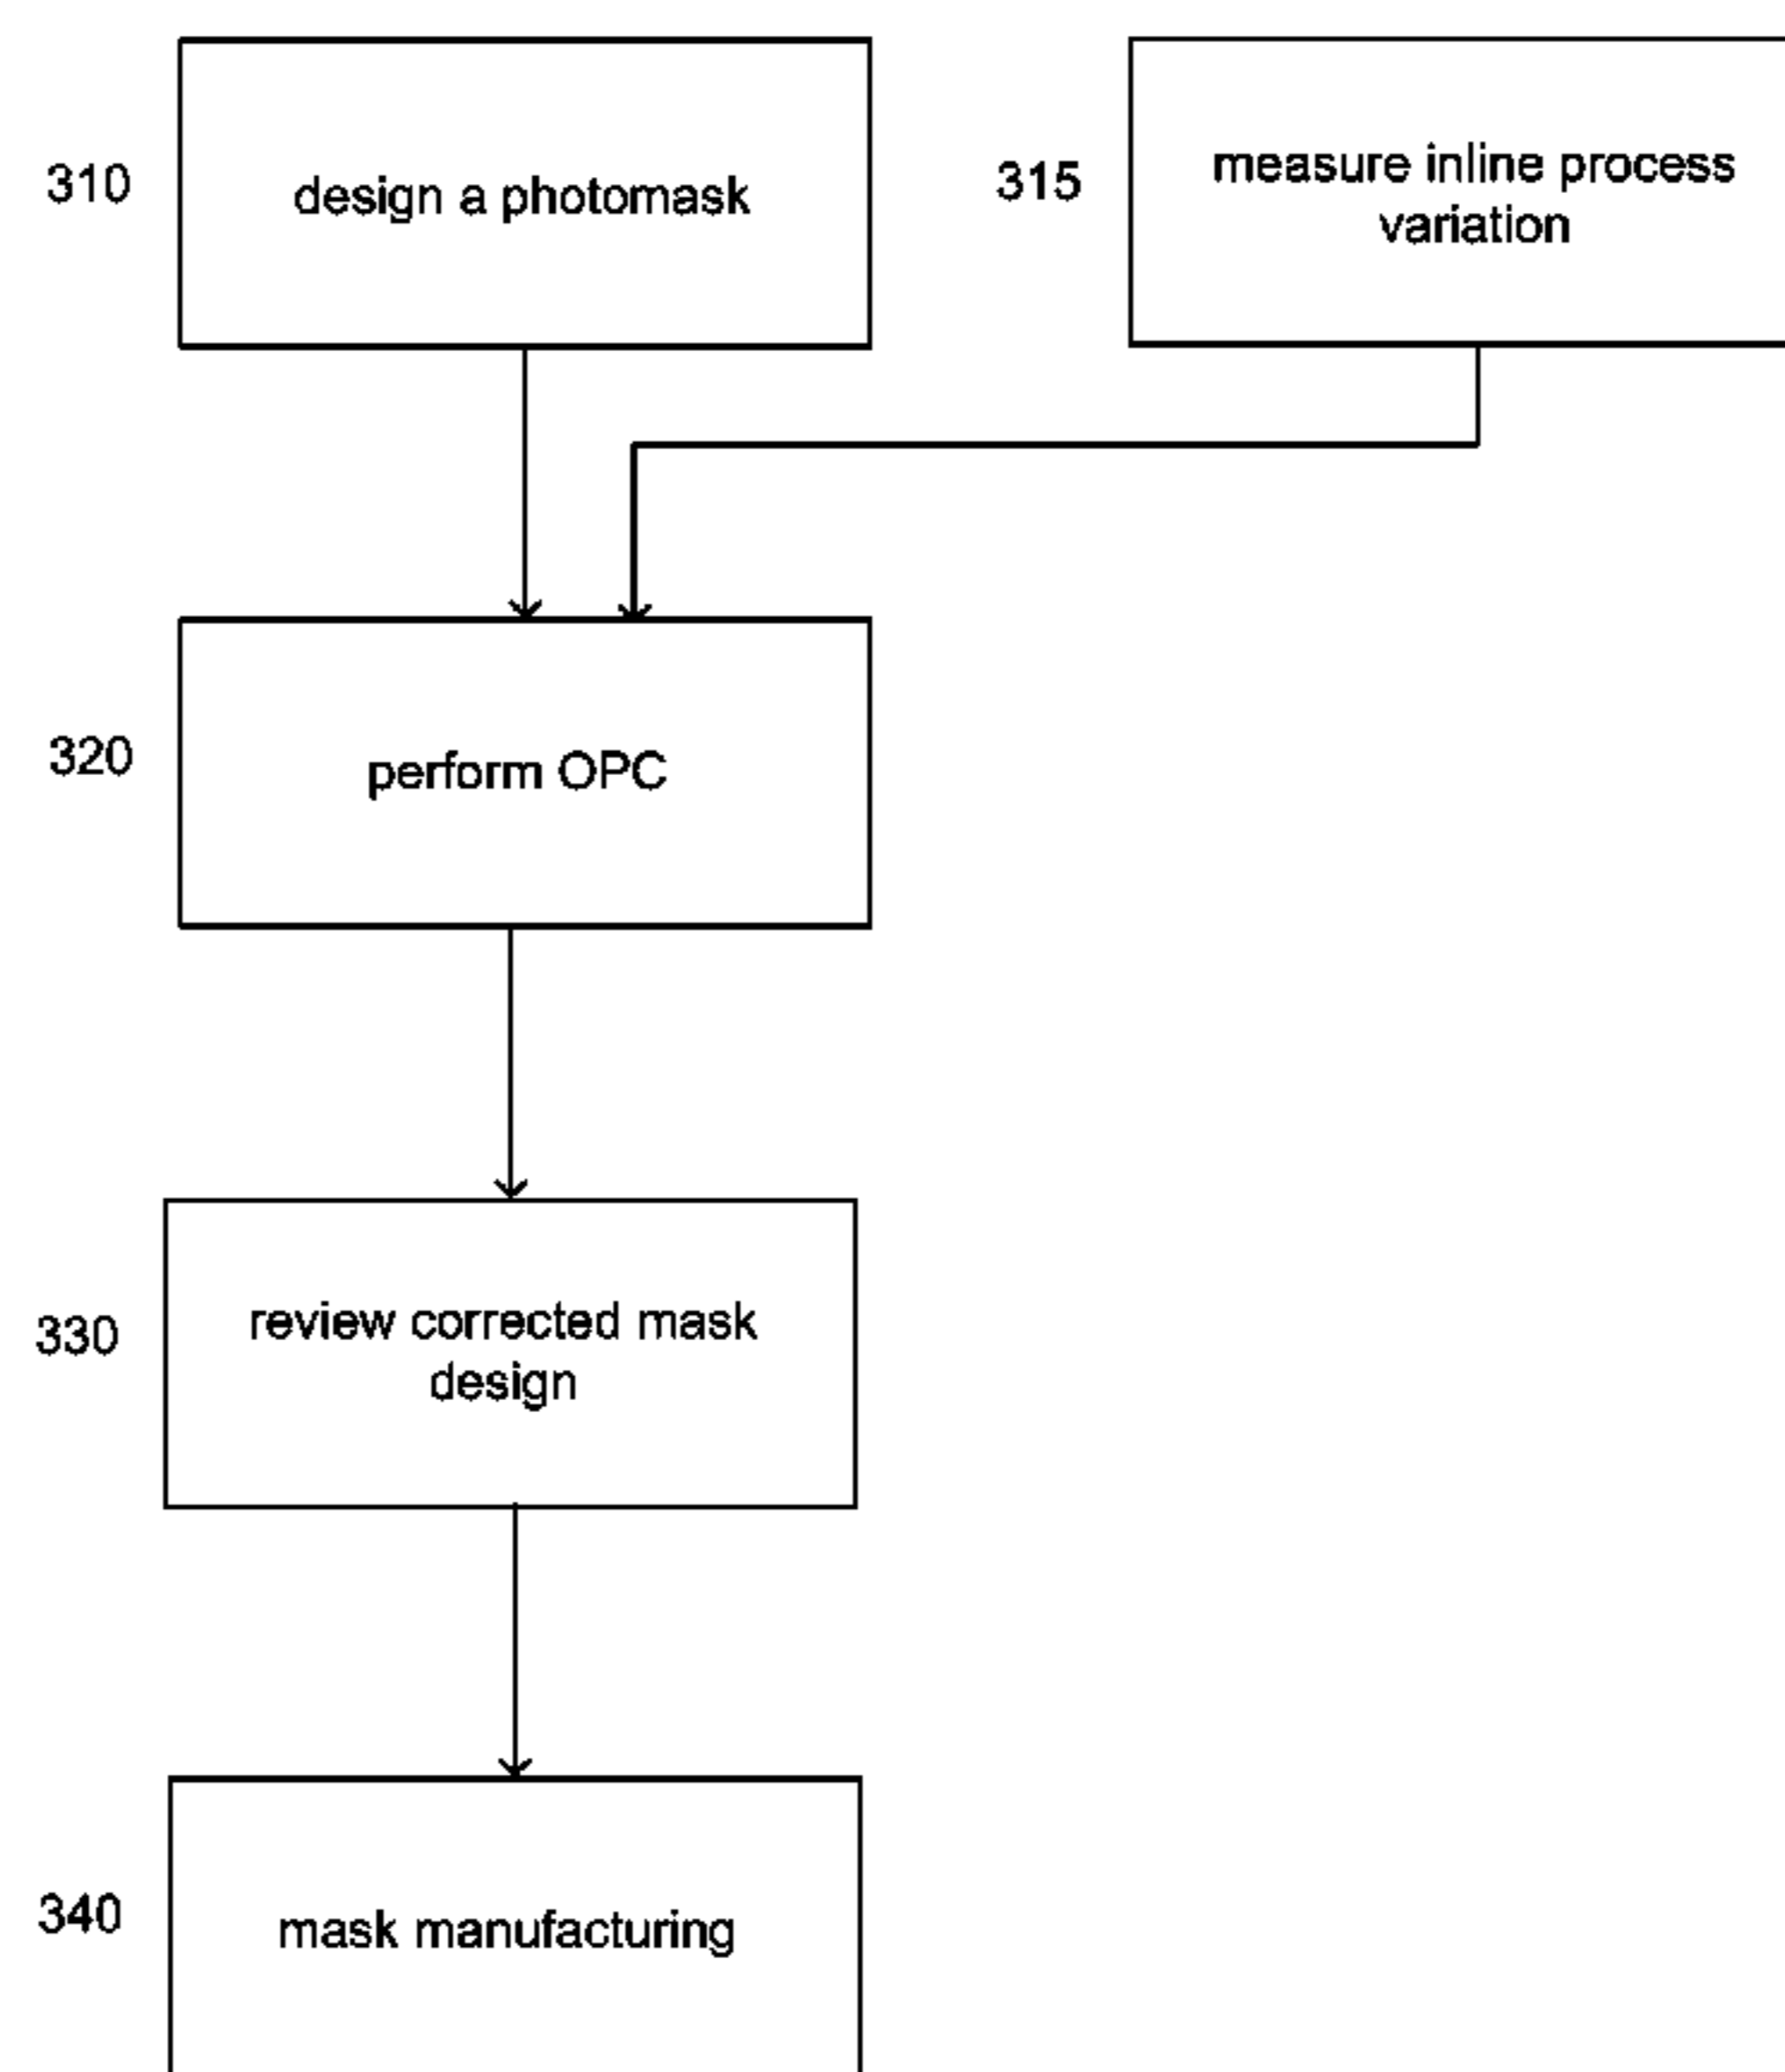 310
design a photomask
315
measure inline process
variation
320
perform OPC
330
review corrected mask
design
340
mask manufacturing